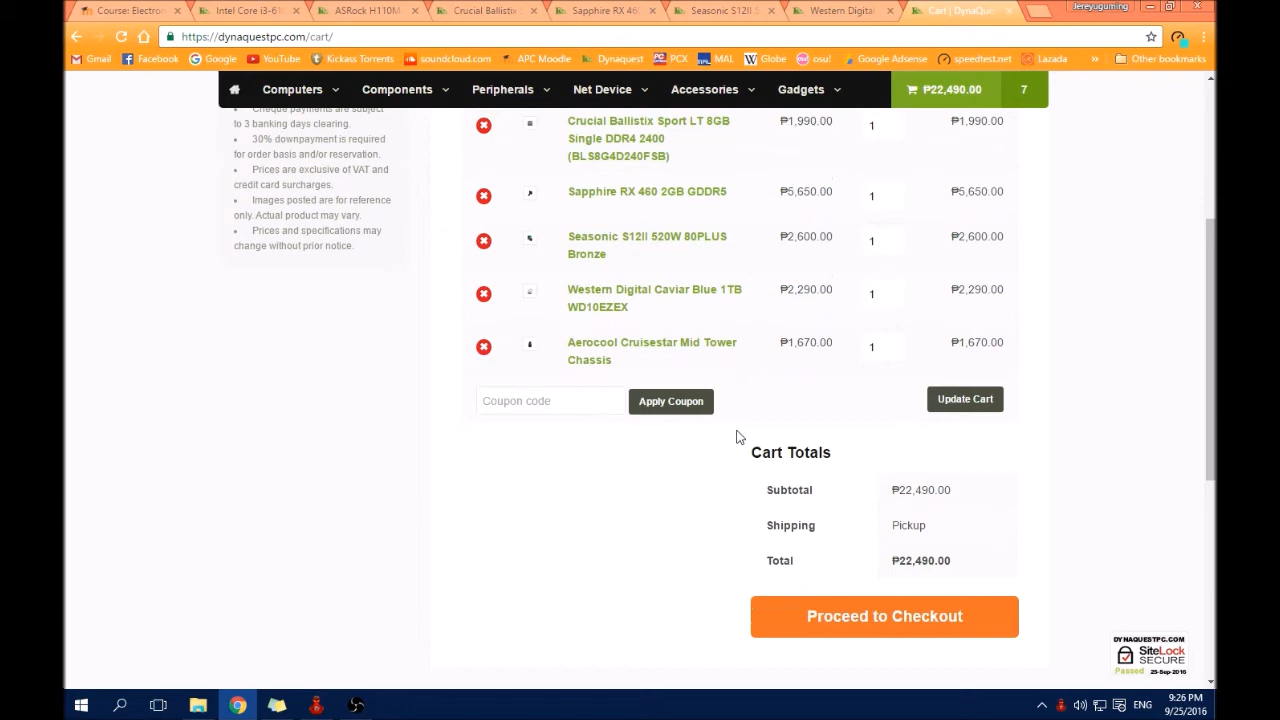 Course: Electron
Intel Core i3-61
ASRock H110M
Crucial Ballistix
Sapphire RX 460
Seasonic S12II 5
Western Digital
Cart | DynaQue
Jereyuguming
https://dynaquestpc.com/cart/
Gmail
Facebook
Google
YouTube
Kickass Torrents
soundcloud.com
APC Moodle
Dynaquest
PCX
MAL
Globe
osu!
Google Adsense
speedtest.net
Lazada
»
Other bookmarks
Computers
Components
Peripherals
Net Device
Accessories
Gadgets
₱22,490.00
7
• Cheque payments are subject
to 3 banking days clearing.
• 30% downpayment is required
for order basis and/or reservation.
• Prices are exclusive of VAT and
credit card surcharges.
• Images posted are for reference
only. Actual product may vary.
• Prices and specifications may
change without prior notice.
Crucial Ballistix Sport LT 8GB
Single DDR4 2400
(BLS8G4D240FSB)
₱1,990.00
1
₱1,990.00
Sapphire RX 460 2GB GDDR5
₱5,650.00
1
₱5,650.00
Seasonic S12II 520W 80PLUS
Bronze
₱2,600.00
1
₱2,600.00
Western Digital Caviar Blue 1TB
WD10EZEX
₱2,290.00
1
₱2,290.00
Aerocool Cruisestar Mid Tower
Chassis
₱1,670.00
1
₱1,670.00
Coupon code
Apply Coupon
Update Cart
Cart Totals
Subtotal
₱22,490.00
Shipping
Pickup
Total
₱22,490.00
Proceed to Checkout
DYNAQUESTPC.COM
SiteLock
SECURE
Passed
25-Sep-2016
ENG
9:26 PM
9/25/2016